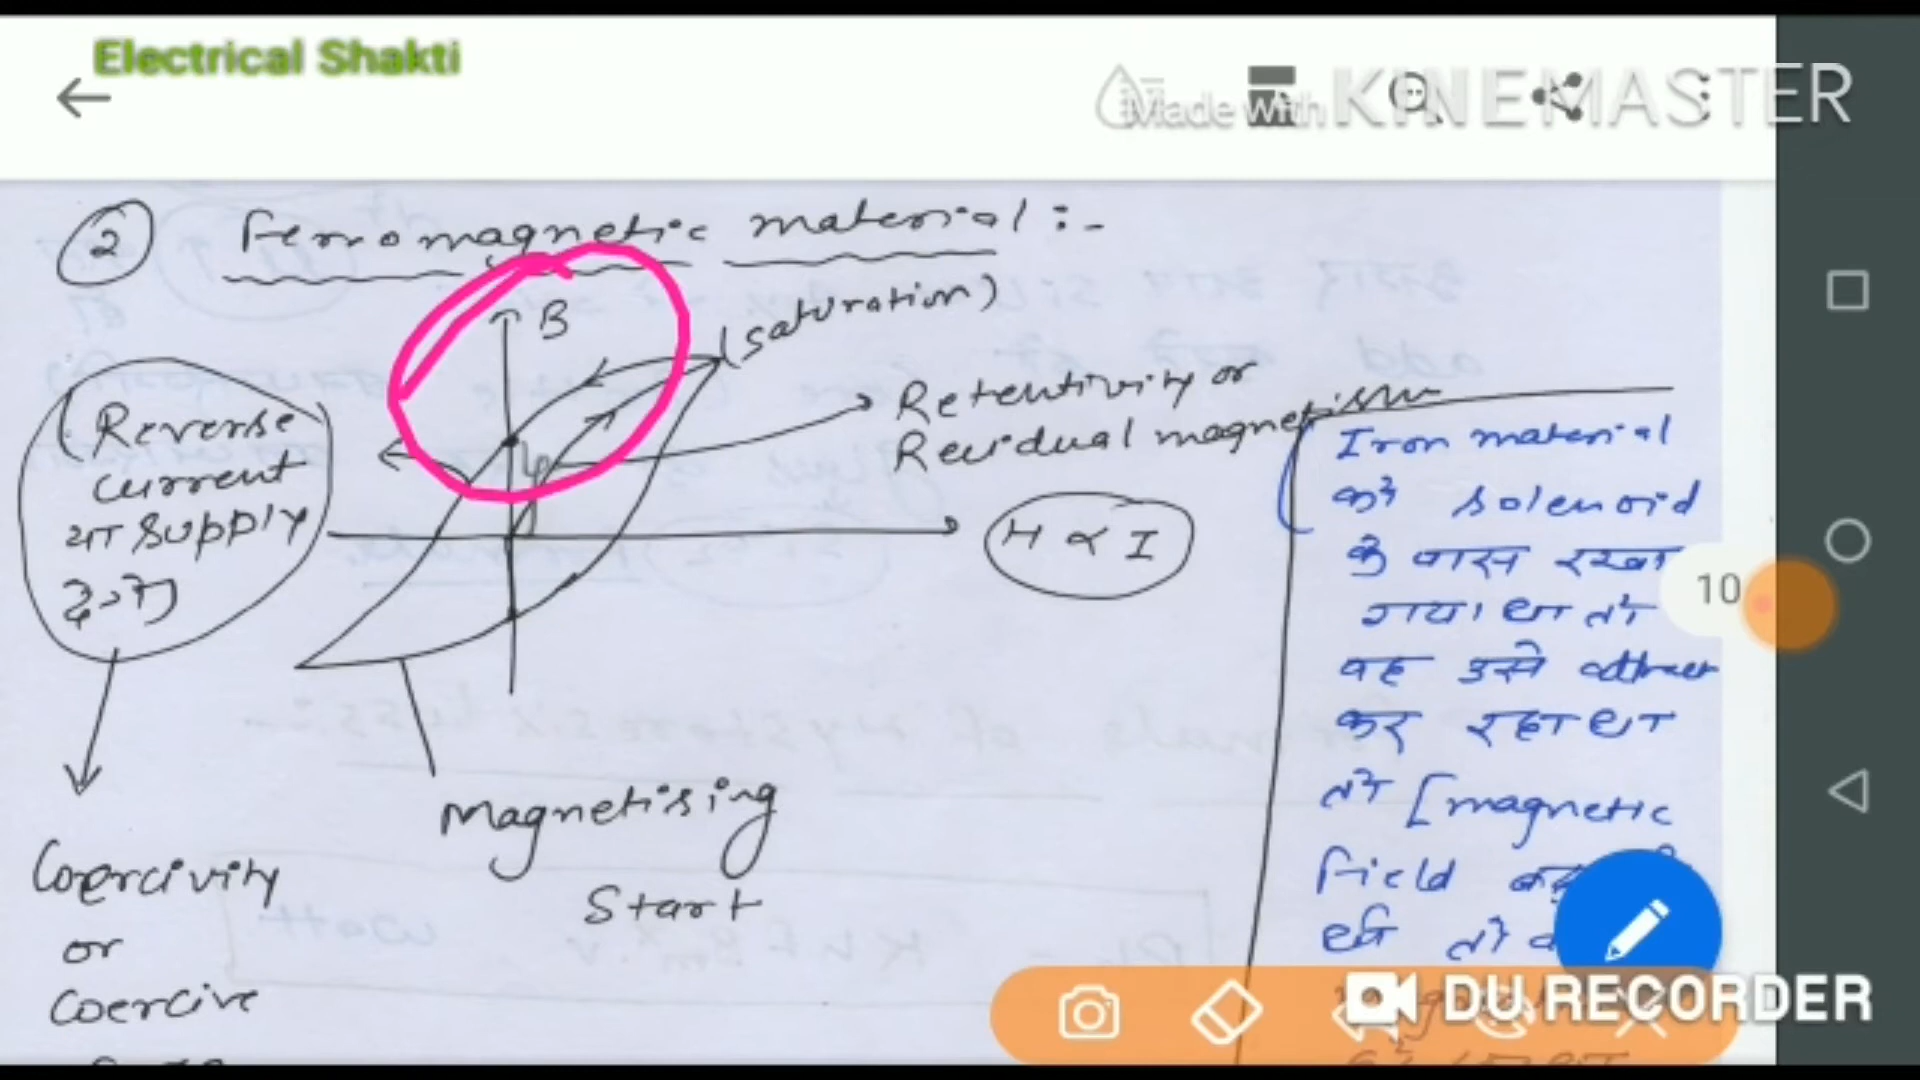 Electrical Shakti
Made with KINEMASTER
2 Ferromagnetic material :-
B
(saturation)
Retentivity or
Residual magnetism
(Reverse
current
का supply
H ∝ I
Magnetising
Start
Coercivity
or
Coercive
Iron material
को solenoid
के पास रखा
गया था तो
वह उसे attract
कर रहा था
तो [magnetic
field
10
DU RECORDER